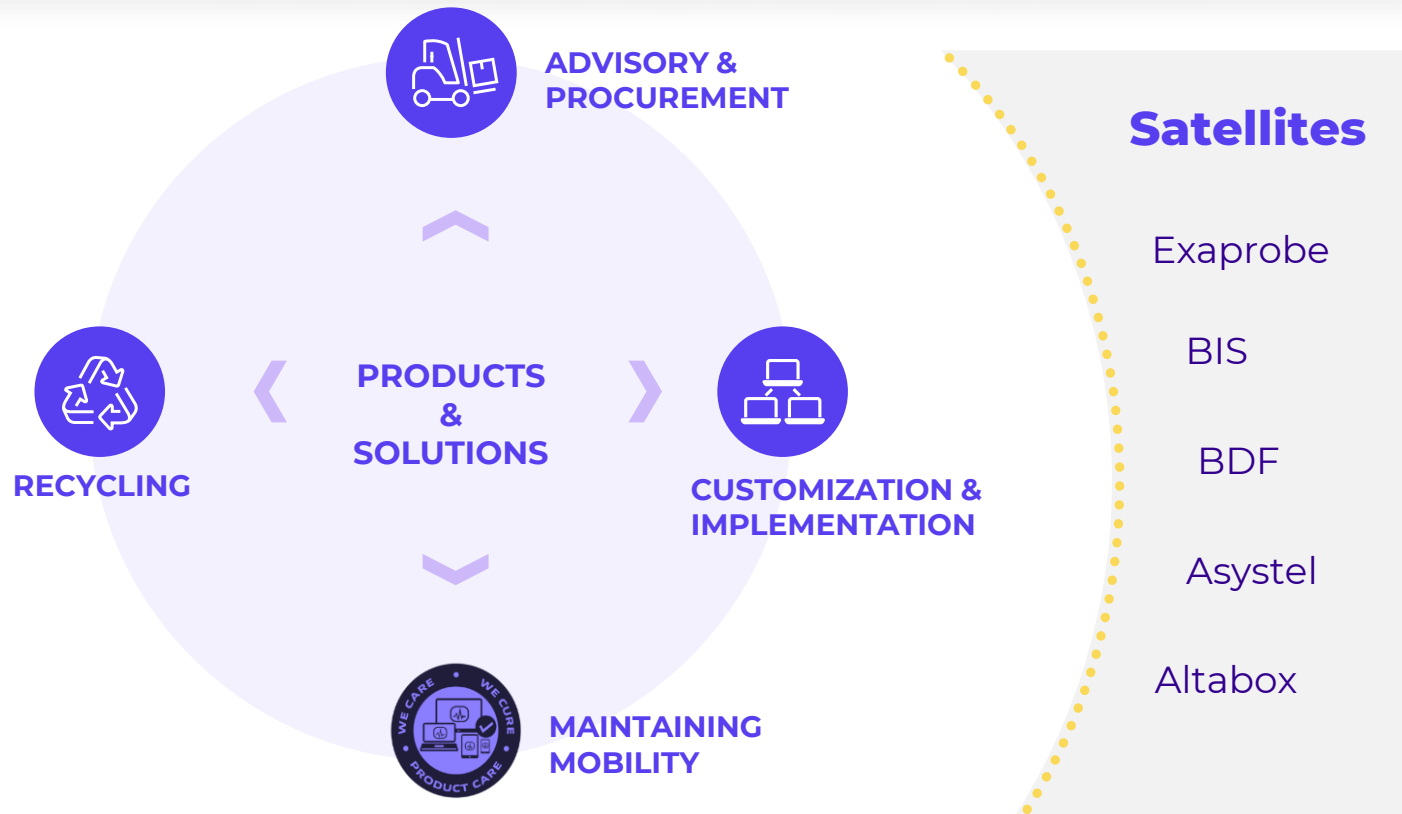 ADVISORY &
PROCUREMENT
PRODUCTS
&
SOLUTIONS
RECYCLING
CUSTOMIZATION &
IMPLEMENTATION
WE CARE • WE CURE • PRODUCT CARE •
MAINTAINING
MOBILITY
Satellites
Exaprobe
BIS
BDF
Asystel
Altabox